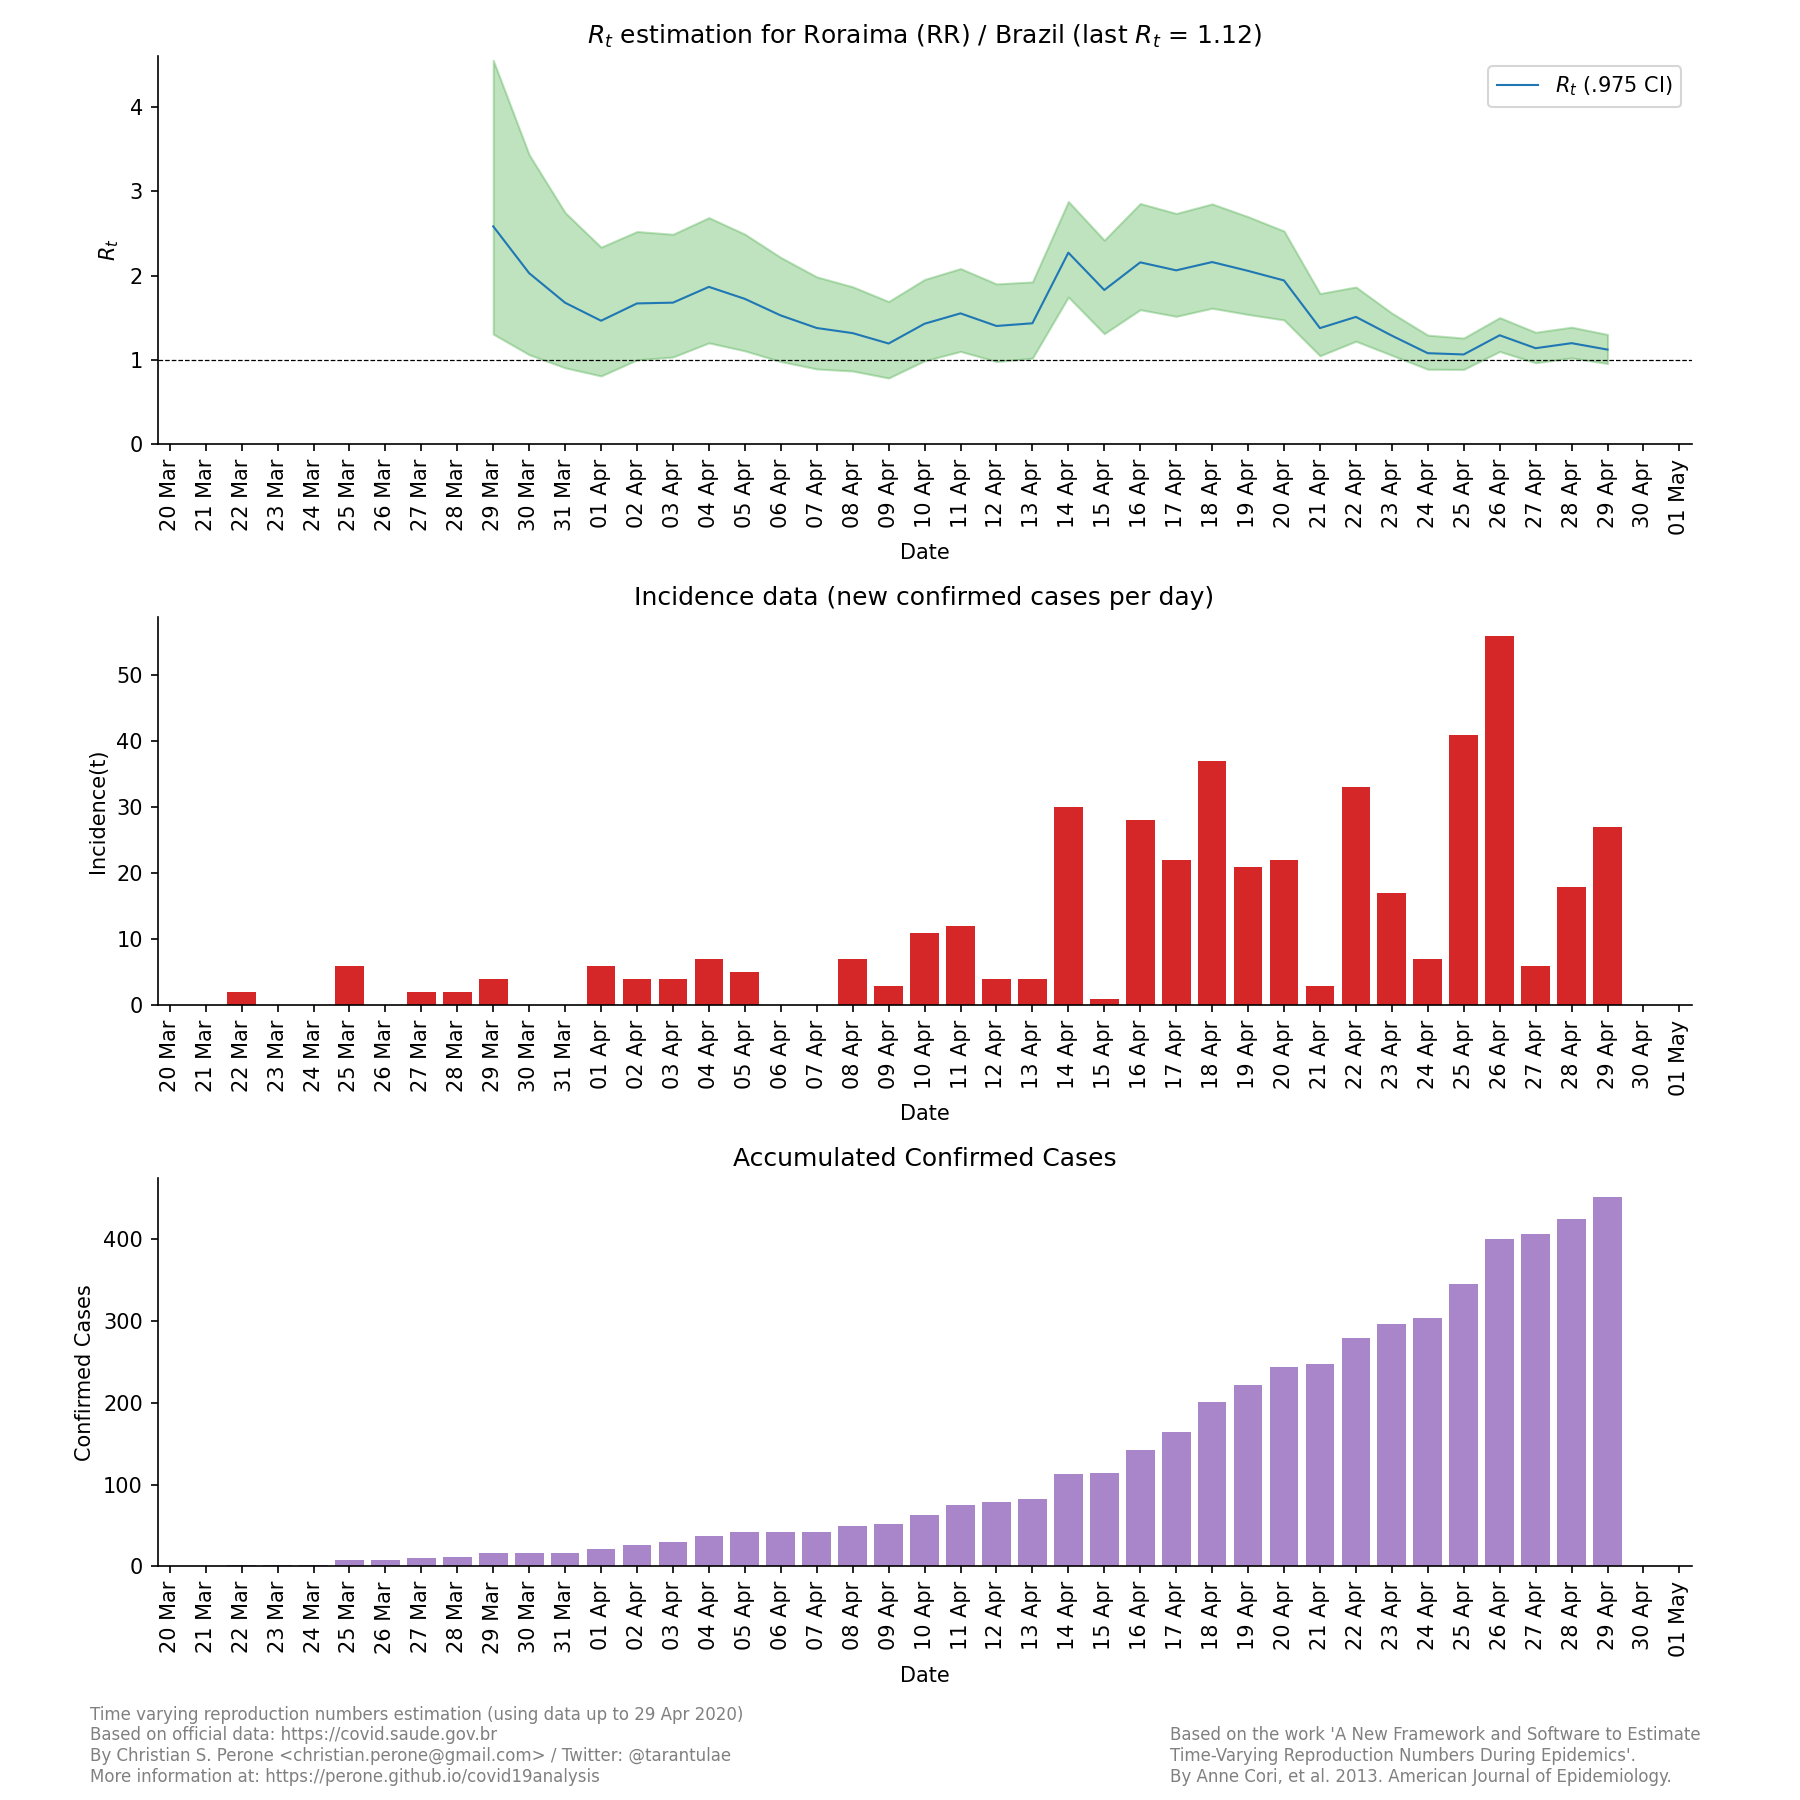 R_t estimation for Roraima (RR) / Brazil (last R_t = 1.12)
R_t (.975 CI)
R_t
4
3
2
1
0
20 Mar 21 Mar 22 Mar 23 Mar 24 Mar 25 Mar 26 Mar 27 Mar 28 Mar 29 Mar 30 Mar 31 Mar 01 Apr 02 Apr 03 Apr 04 Apr 05 Apr 06 Apr 07 Apr 08 Apr 09 Apr 10 Apr 11 Apr 12 Apr 13 Apr 14 Apr 15 Apr 16 Apr 17 Apr 18 Apr 19 Apr 20 Apr 21 Apr 22 Apr 23 Apr 24 Apr 25 Apr 26 Apr 27 Apr 28 Apr 29 Apr 30 Apr 01 May
Date
Incidence data (new confirmed cases per day)
Incidence(t)
50
40
30
20
10
0
20 Mar 21 Mar 22 Mar 23 Mar 24 Mar 25 Mar 26 Mar 27 Mar 28 Mar 29 Mar 30 Mar 31 Mar 01 Apr 02 Apr 03 Apr 04 Apr 05 Apr 06 Apr 07 Apr 08 Apr 09 Apr 10 Apr 11 Apr 12 Apr 13 Apr 14 Apr 15 Apr 16 Apr 17 Apr 18 Apr 19 Apr 20 Apr 21 Apr 22 Apr 23 Apr 24 Apr 25 Apr 26 Apr 27 Apr 28 Apr 29 Apr 30 Apr 01 May
Date
Accumulated Confirmed Cases
Confirmed Cases
400
300
200
100
0
20 Mar 21 Mar 22 Mar 23 Mar 24 Mar 25 Mar 26 Mar 27 Mar 28 Mar 29 Mar 30 Mar 31 Mar 01 Apr 02 Apr 03 Apr 04 Apr 05 Apr 06 Apr 07 Apr 08 Apr 09 Apr 10 Apr 11 Apr 12 Apr 13 Apr 14 Apr 15 Apr 16 Apr 17 Apr 18 Apr 19 Apr 20 Apr 21 Apr 22 Apr 23 Apr 24 Apr 25 Apr 26 Apr 27 Apr 28 Apr 29 Apr 30 Apr 01 May
Date
Time varying reproduction numbers estimation (using data up to 29 Apr 2020)
Based on official data: https://covid.saude.gov.br
By Christian S. Perone <christian.perone@gmail.com> / Twitter: @tarantulae
More information at: https://perone.github.io/covid19analysis
Based on the work 'A New Framework and Software to Estimate
Time-Varying Reproduction Numbers During Epidemics'.
By Anne Cori, et al. 2013. American Journal of Epidemiology.